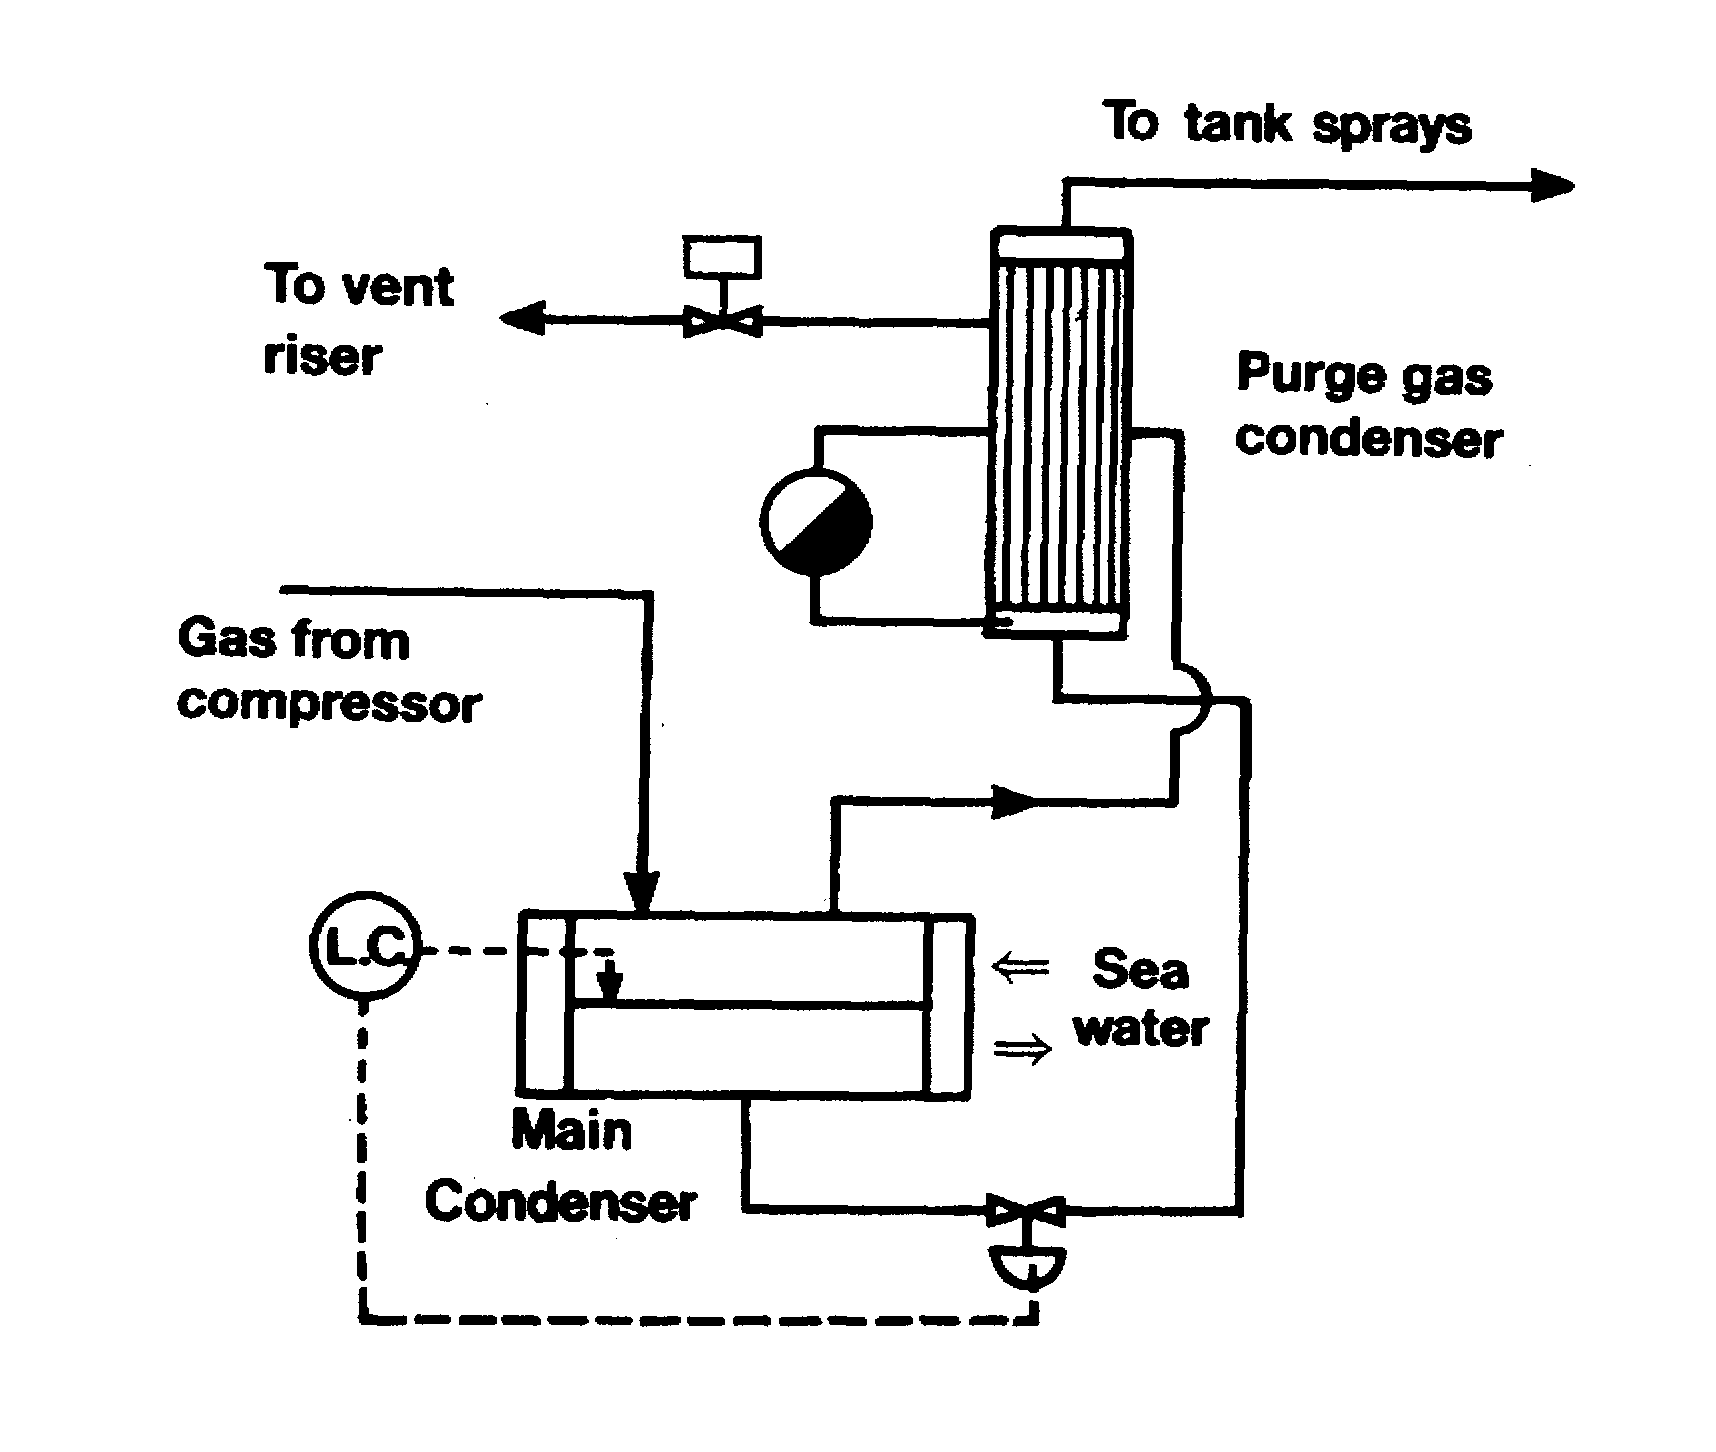 To tank sprays
To vent
riser
Purge gas
condenser
Gas from
compressor
L.C.
Sea
water
Main
Condenser